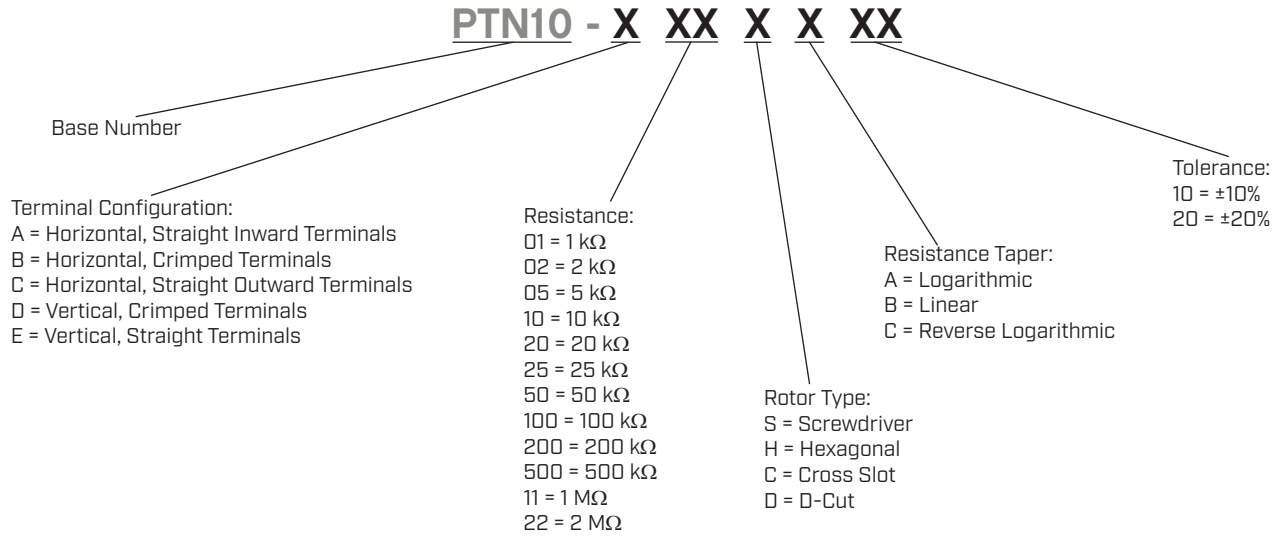 PTN10 - X XX X X XX
Base Number
Terminal Configuration:
A = Horizontal, Straight Inward Terminals
B = Horizontal, Crimped Terminals
C = Horizontal, Straight Outward Terminals
D = Vertical, Crimped Terminals
E = Vertical, Straight Terminals
Resistance:
01 = 1 kΩ
02 = 2 kΩ
05 = 5 kΩ
10 = 10 kΩ
20 = 20 kΩ
25 = 25 kΩ
50 = 50 kΩ
100 = 100 kΩ
200 = 200 kΩ
500 = 500 kΩ
11 = 1 MΩ
22 = 2 MΩ
Rotor Type:
S = Screwdriver
H = Hexagonal
C = Cross Slot
D = D-Cut
Resistance Taper:
A = Logarithmic
B = Linear
C = Reverse Logarithmic
Tolerance:
10 = ±10%
20 = ±20%